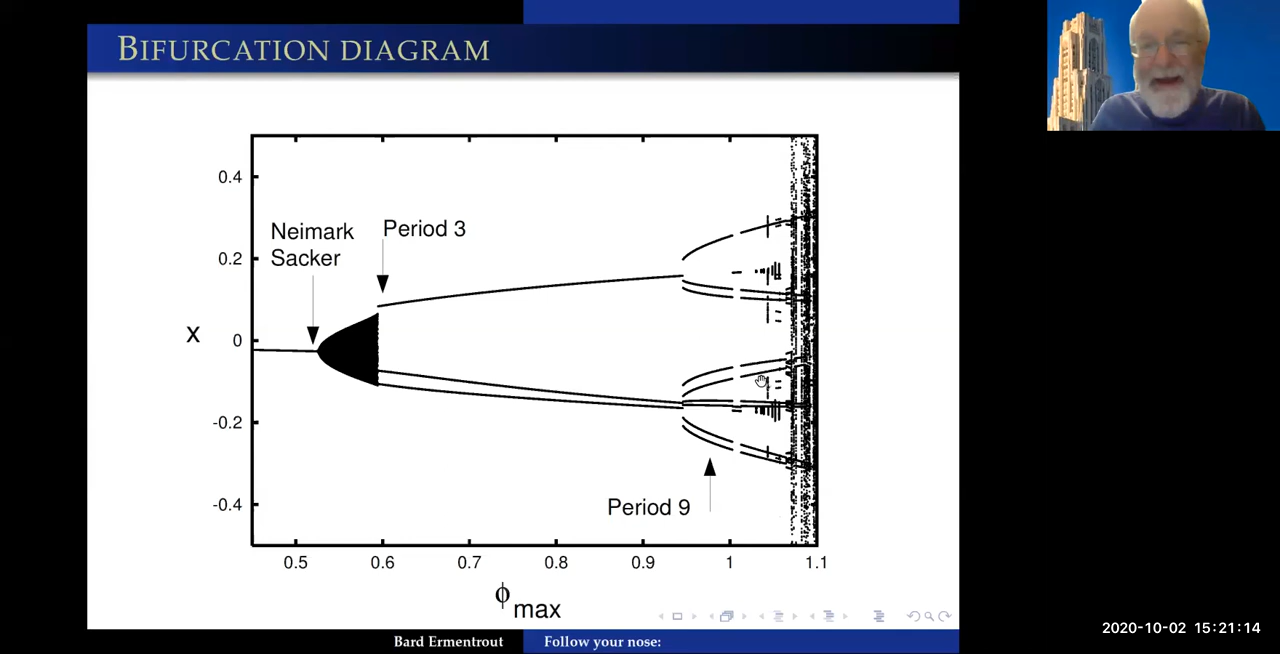 BIFURCATION DIAGRAM
0.4
Neimark
Sacker
Period 3
0.2
x
0
-0.2
Period 9
-0.4
0.5 0.6 0.7 0.8 0.9 1 1.1
ϕmax
Bard Ermentrout Follow your nose:
2020-10-02 15:21:14